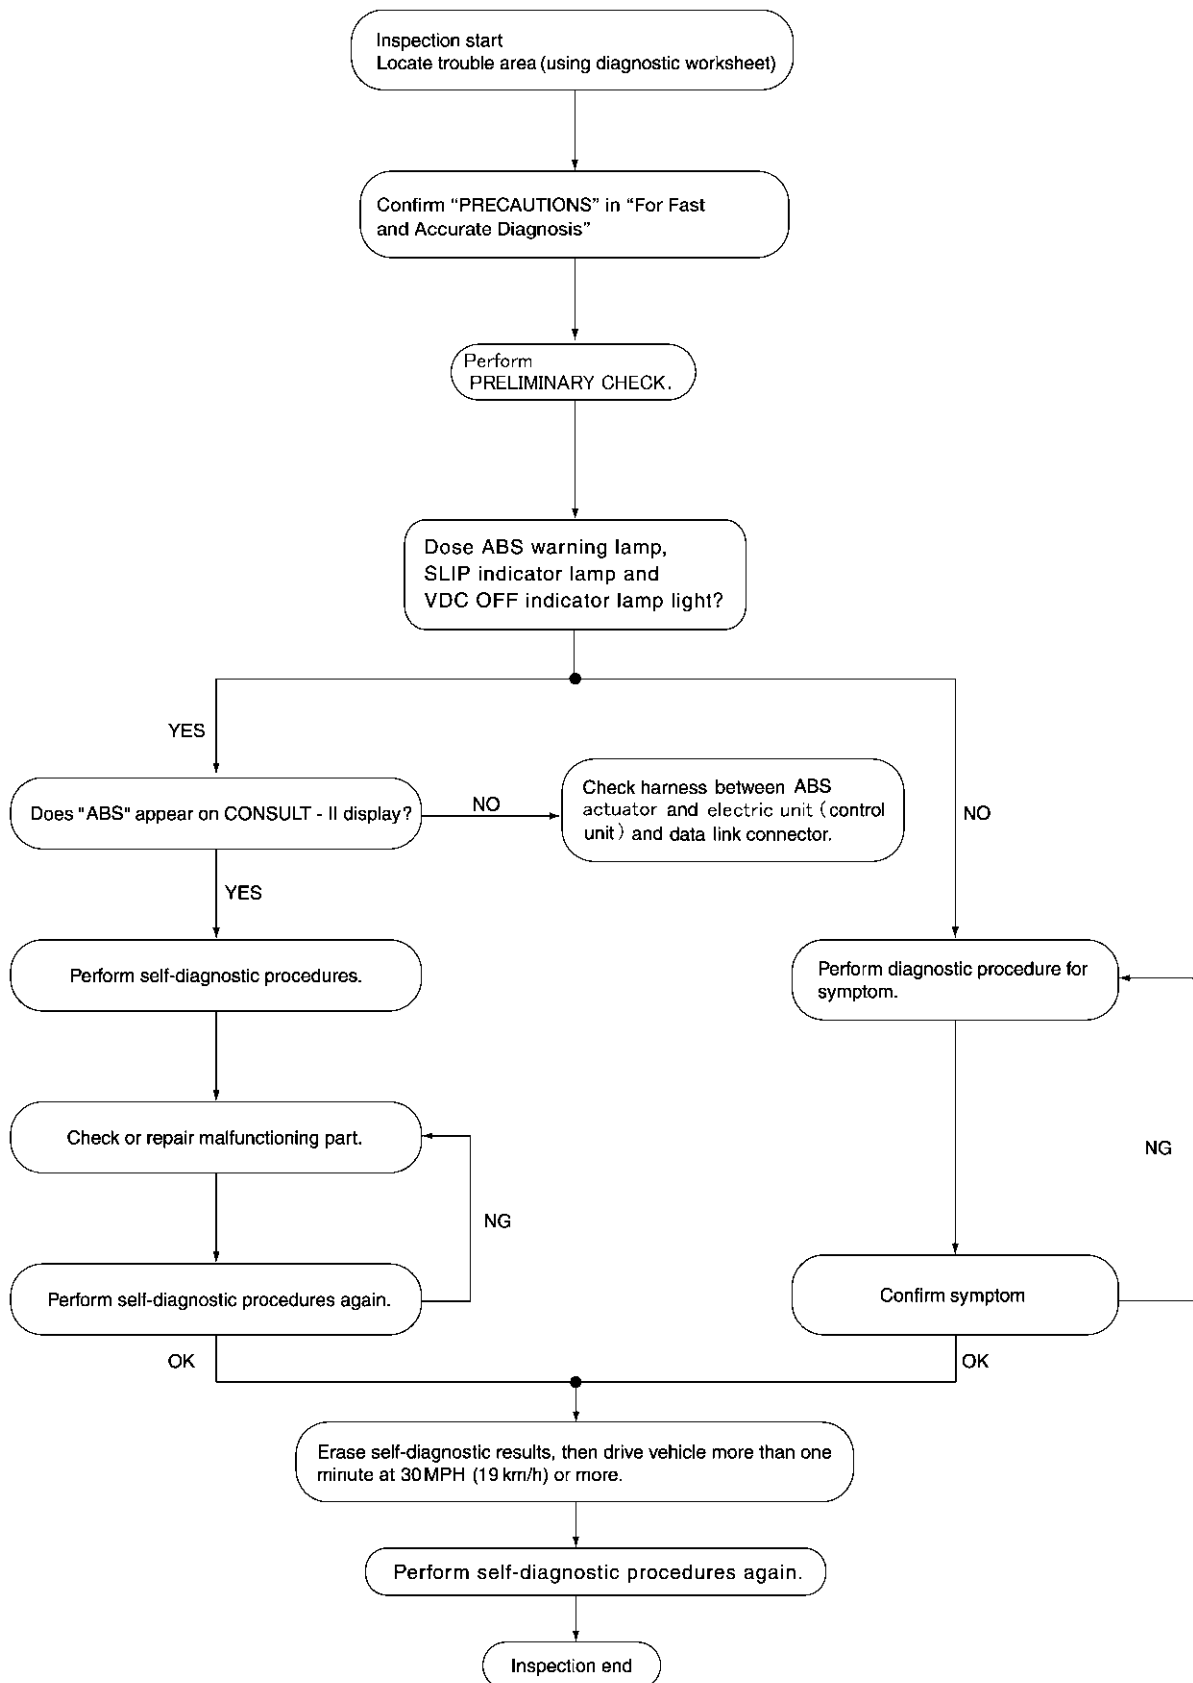 Inspection start
Locate trouble area (using diagnostic worksheet)
Confirm “PRECAUTIONS” in “For Fast
and Accurate Diagnosis”
Perform
PRELIMINARY CHECK.
Dose ABS warning lamp,
SLIP indicator lamp and
VDC OFF indicator lamp light?
YES
Does "ABS" appear on CONSULT - II display?
NO
Check harness between ABS
actuator and electric unit (control
unit) and data link connector.
NO
YES
Perform self-diagnostic procedures.
Perform diagnostic procedure for
symptom.
Check or repair malfunctioning part.
NG
NG
Perform self-diagnostic procedures again.
Confirm symptom
OK
OK
Erase self-diagnostic results, then drive vehicle more than one
minute at 30 MPH (19 km/h) or more.
Perform self-diagnostic procedures again.
Inspection end